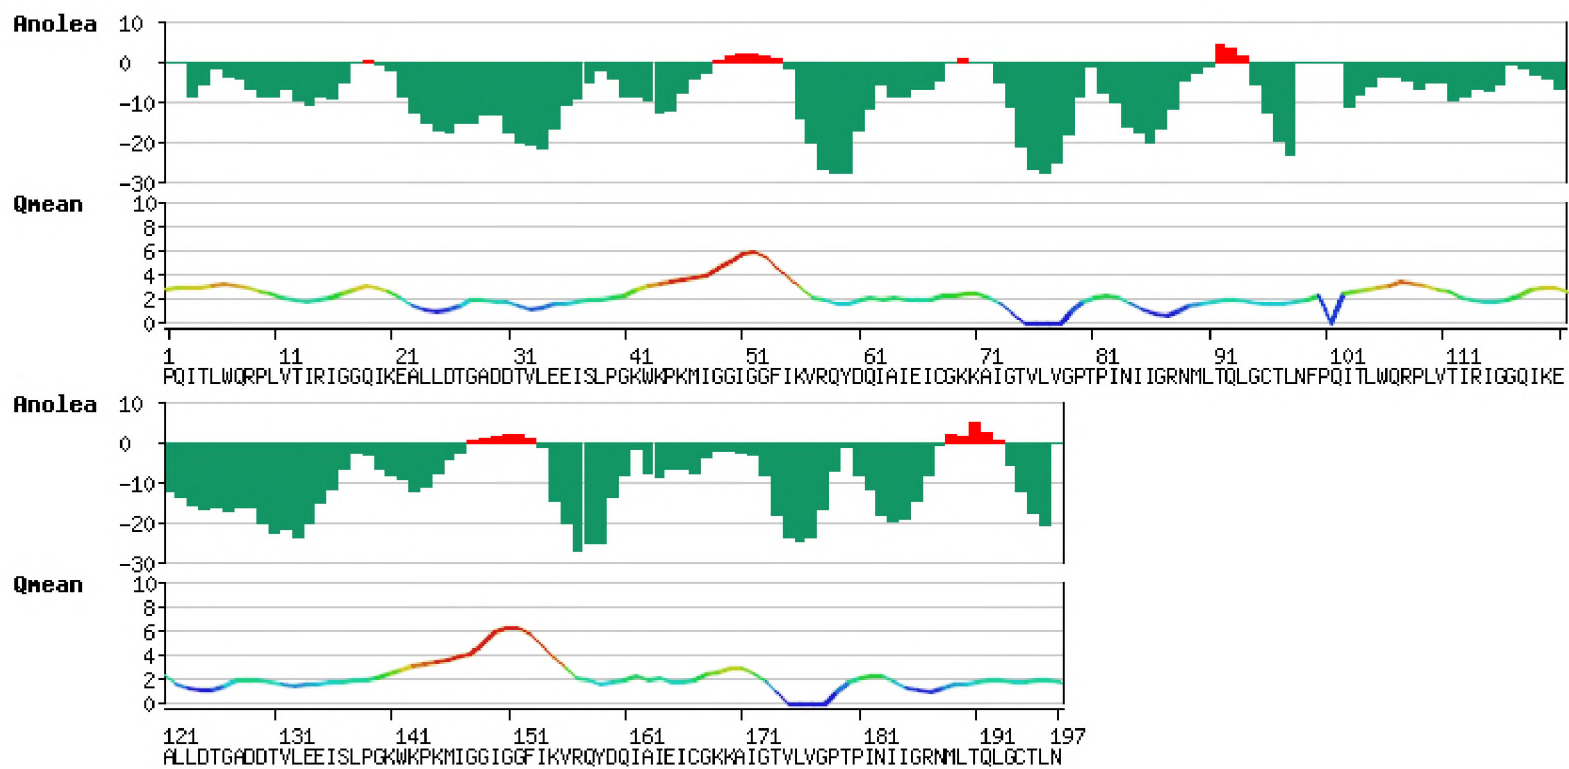 Anolea
10
0
-10
-20
-30
Qmean
10
8
6
4
2
0
1 11 21 31 41 51 61 71 81 91 101 111
PQITLWQRPLVTIRIGGQIKEALLDTGADDTVLEEISLPGKWKPKMIGGIGGFIKVRQYDQIAIEICGKKAIGTVLVGPTPINIIGRNMLTQLGCTLNFPQITLWQRPLVTIRIGGQIKE
Anolea
10
0
-10
-20
-30
Qmean
10
8
6
4
2
0
121 131 141 151 161 171 181 191 197
ALLDTGADDTVLEEISLPGKWKPKMIGGIGGFIKVRQYDQIAIEICGKKAIGTVLVGPTPINIIGRNMLTQLGCTLN